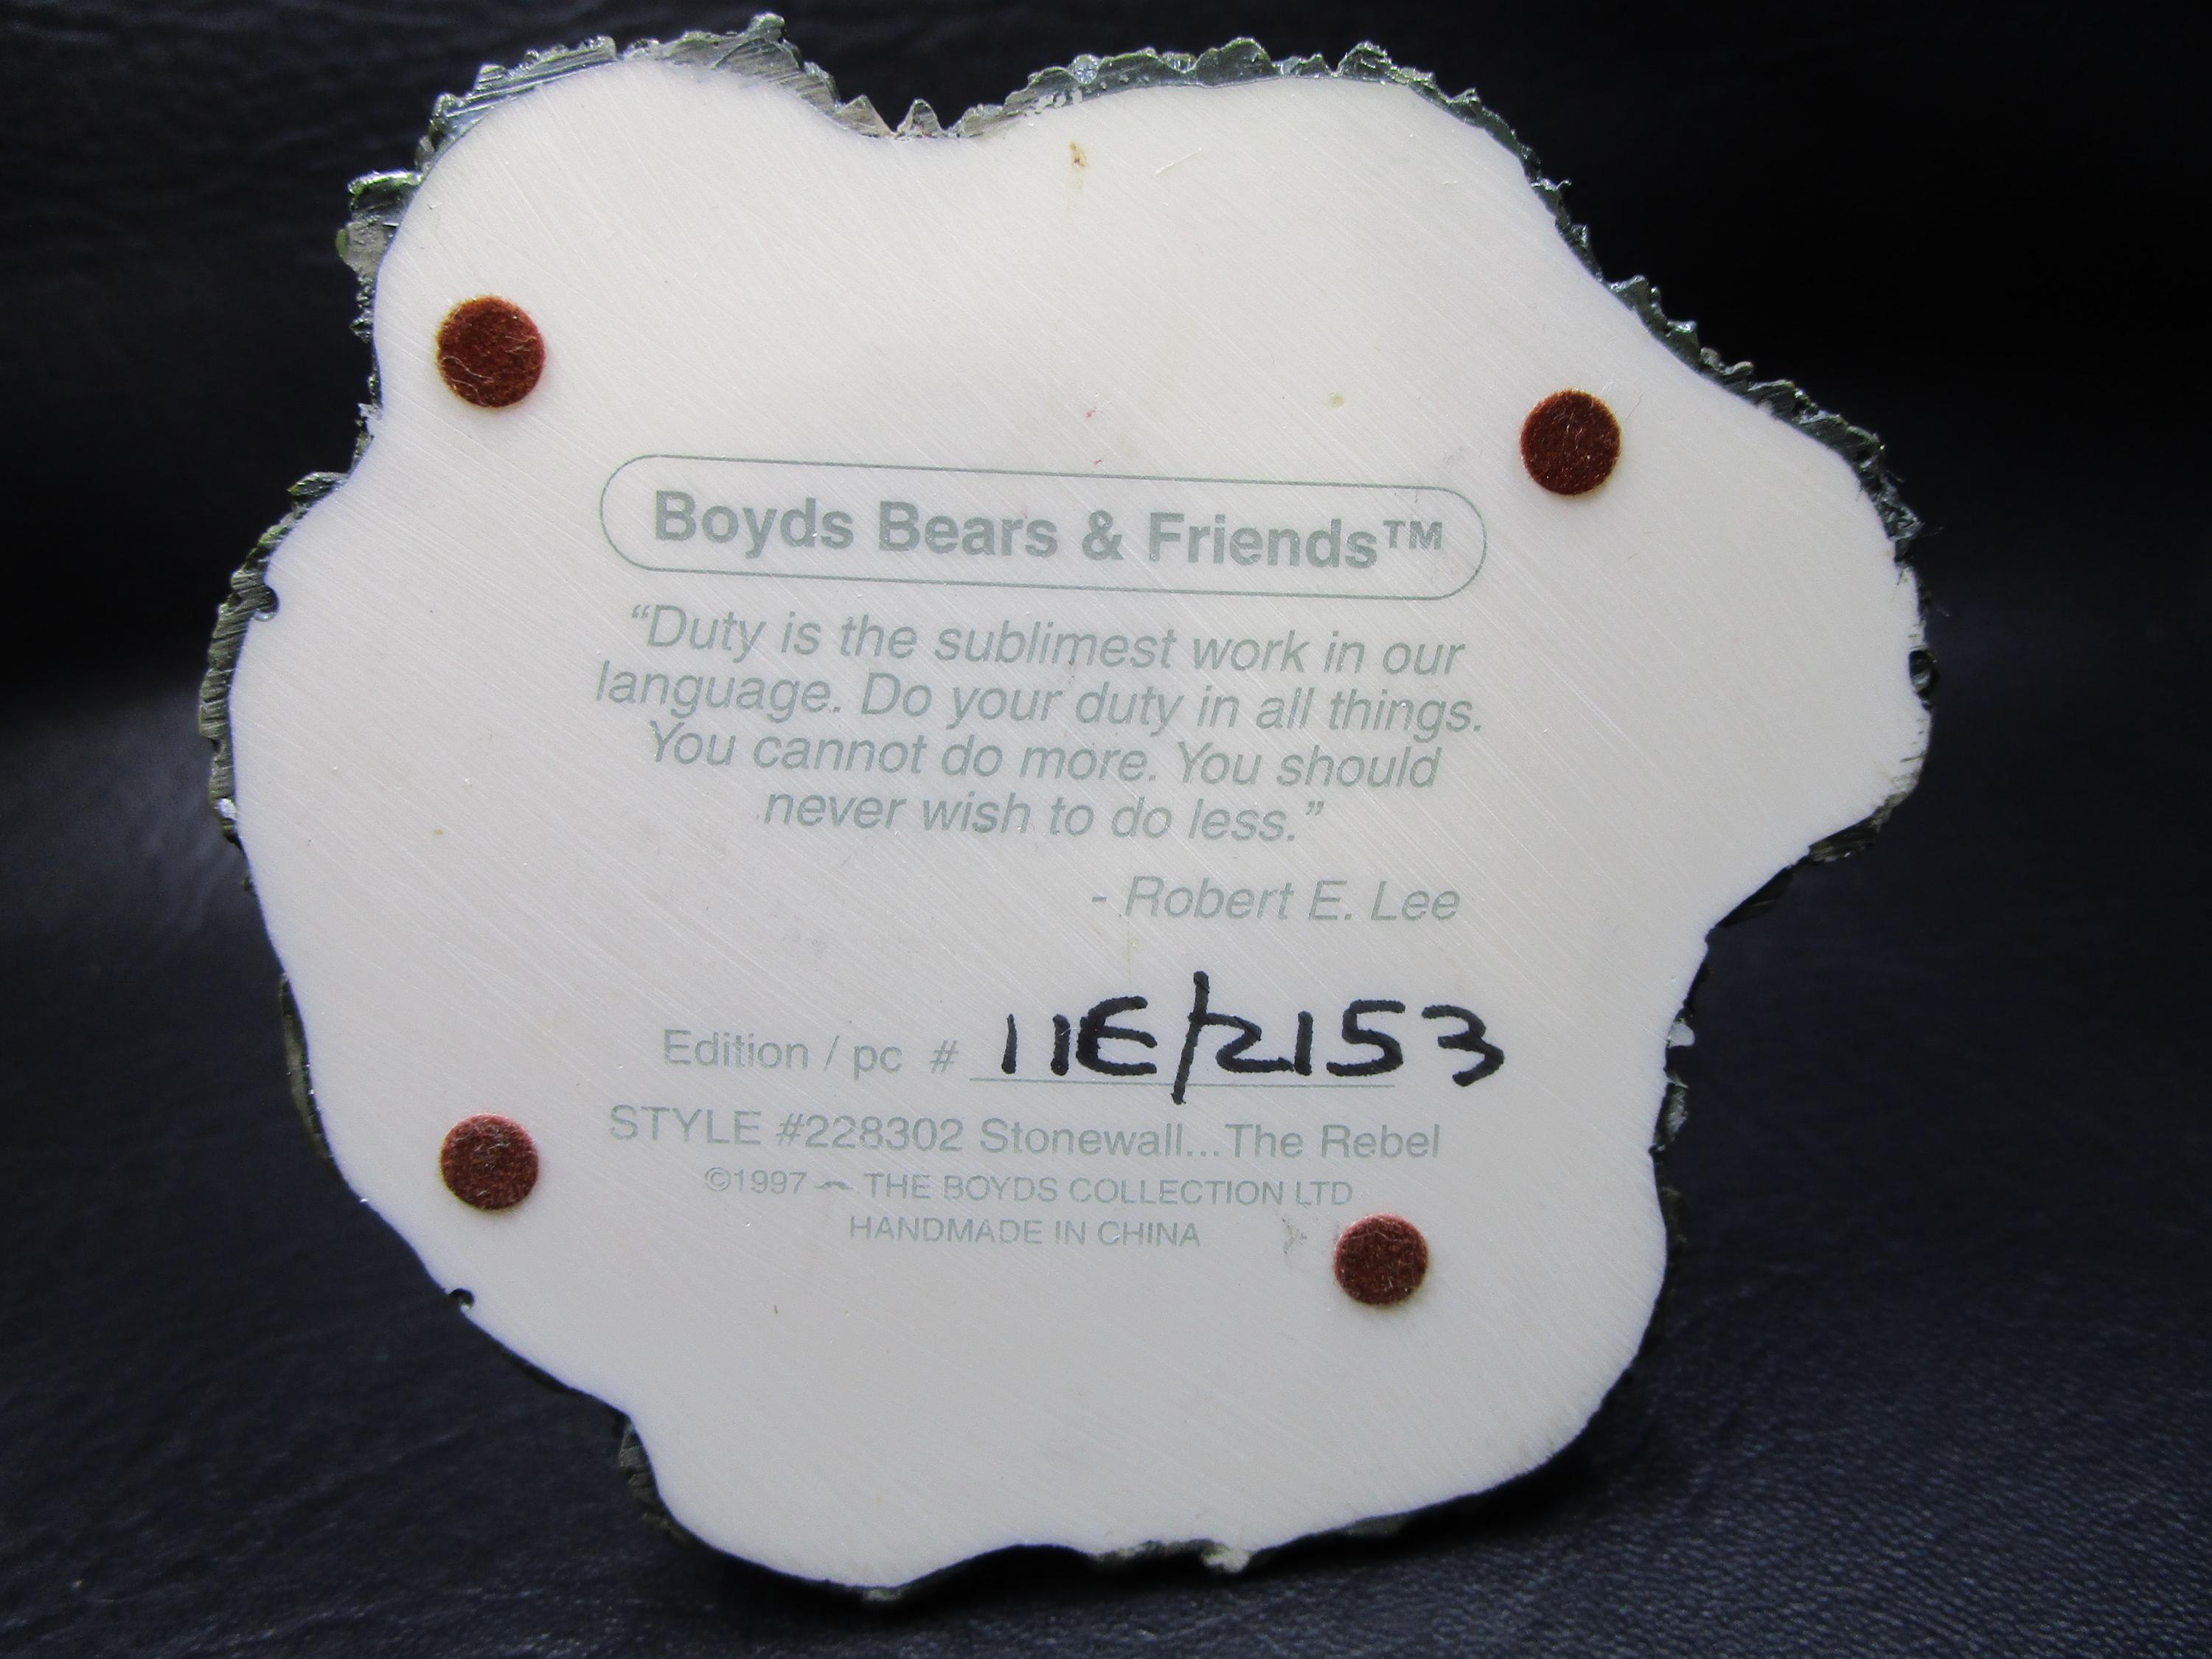 Boyds Bears & Friends™
“Duty is the sublimest work in our
language. Do your duty in all things.
You cannot do more. You should
never wish to do less.”
- Robert E. Lee
Edition / pc # 11E/2153
STYLE #228302 Stonewall...The Rebel
©1997 THE BOYDS COLLECTION LTD
HANDMADE IN CHINA